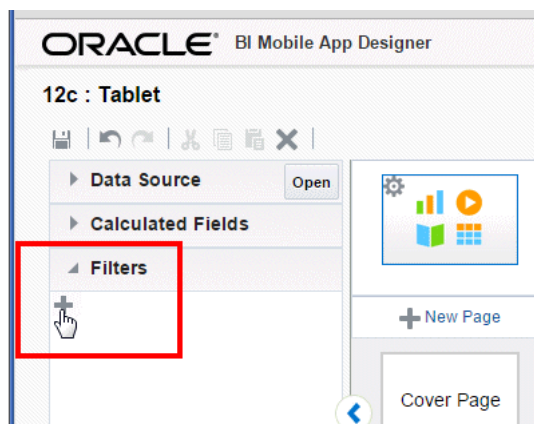 ORACLE® BI Mobile App Designer
12c : Tablet
Data Source Open
Calculated Fields
Filters
New Page
Cover Page